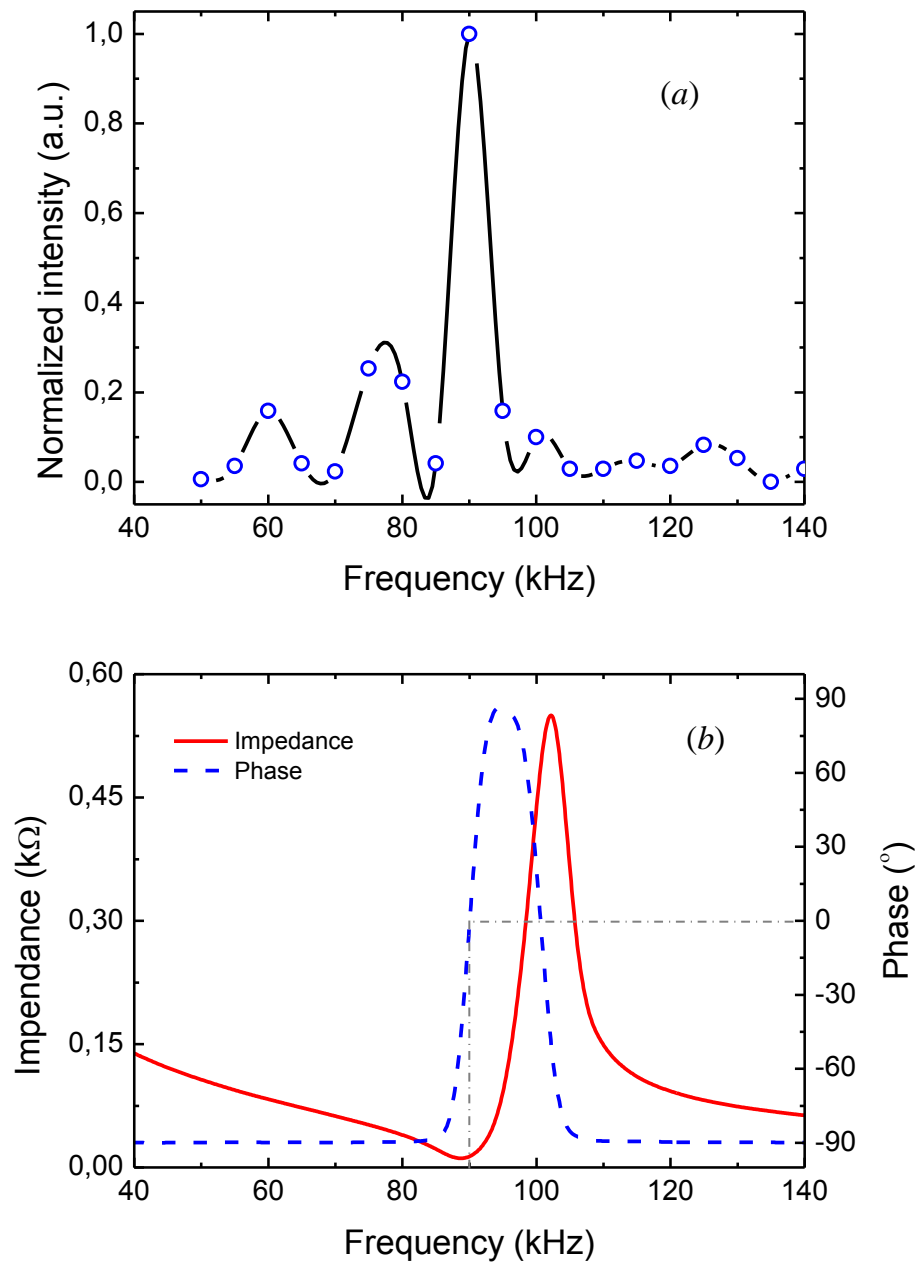 (a)
Normalized intensity (a.u.)
1,0
0,8
0,6
0,4
0,2
0,0
40 60 80 100 120 140
Frequency (kHz)
(b)
Impedance
Phase
Impendance (kΩ)
0,60
0,45
0,30
0,15
0,00
Phase (°)
90
60
30
0
-30
-60
-90
40 60 80 100 120 140
Frequency (kHz)